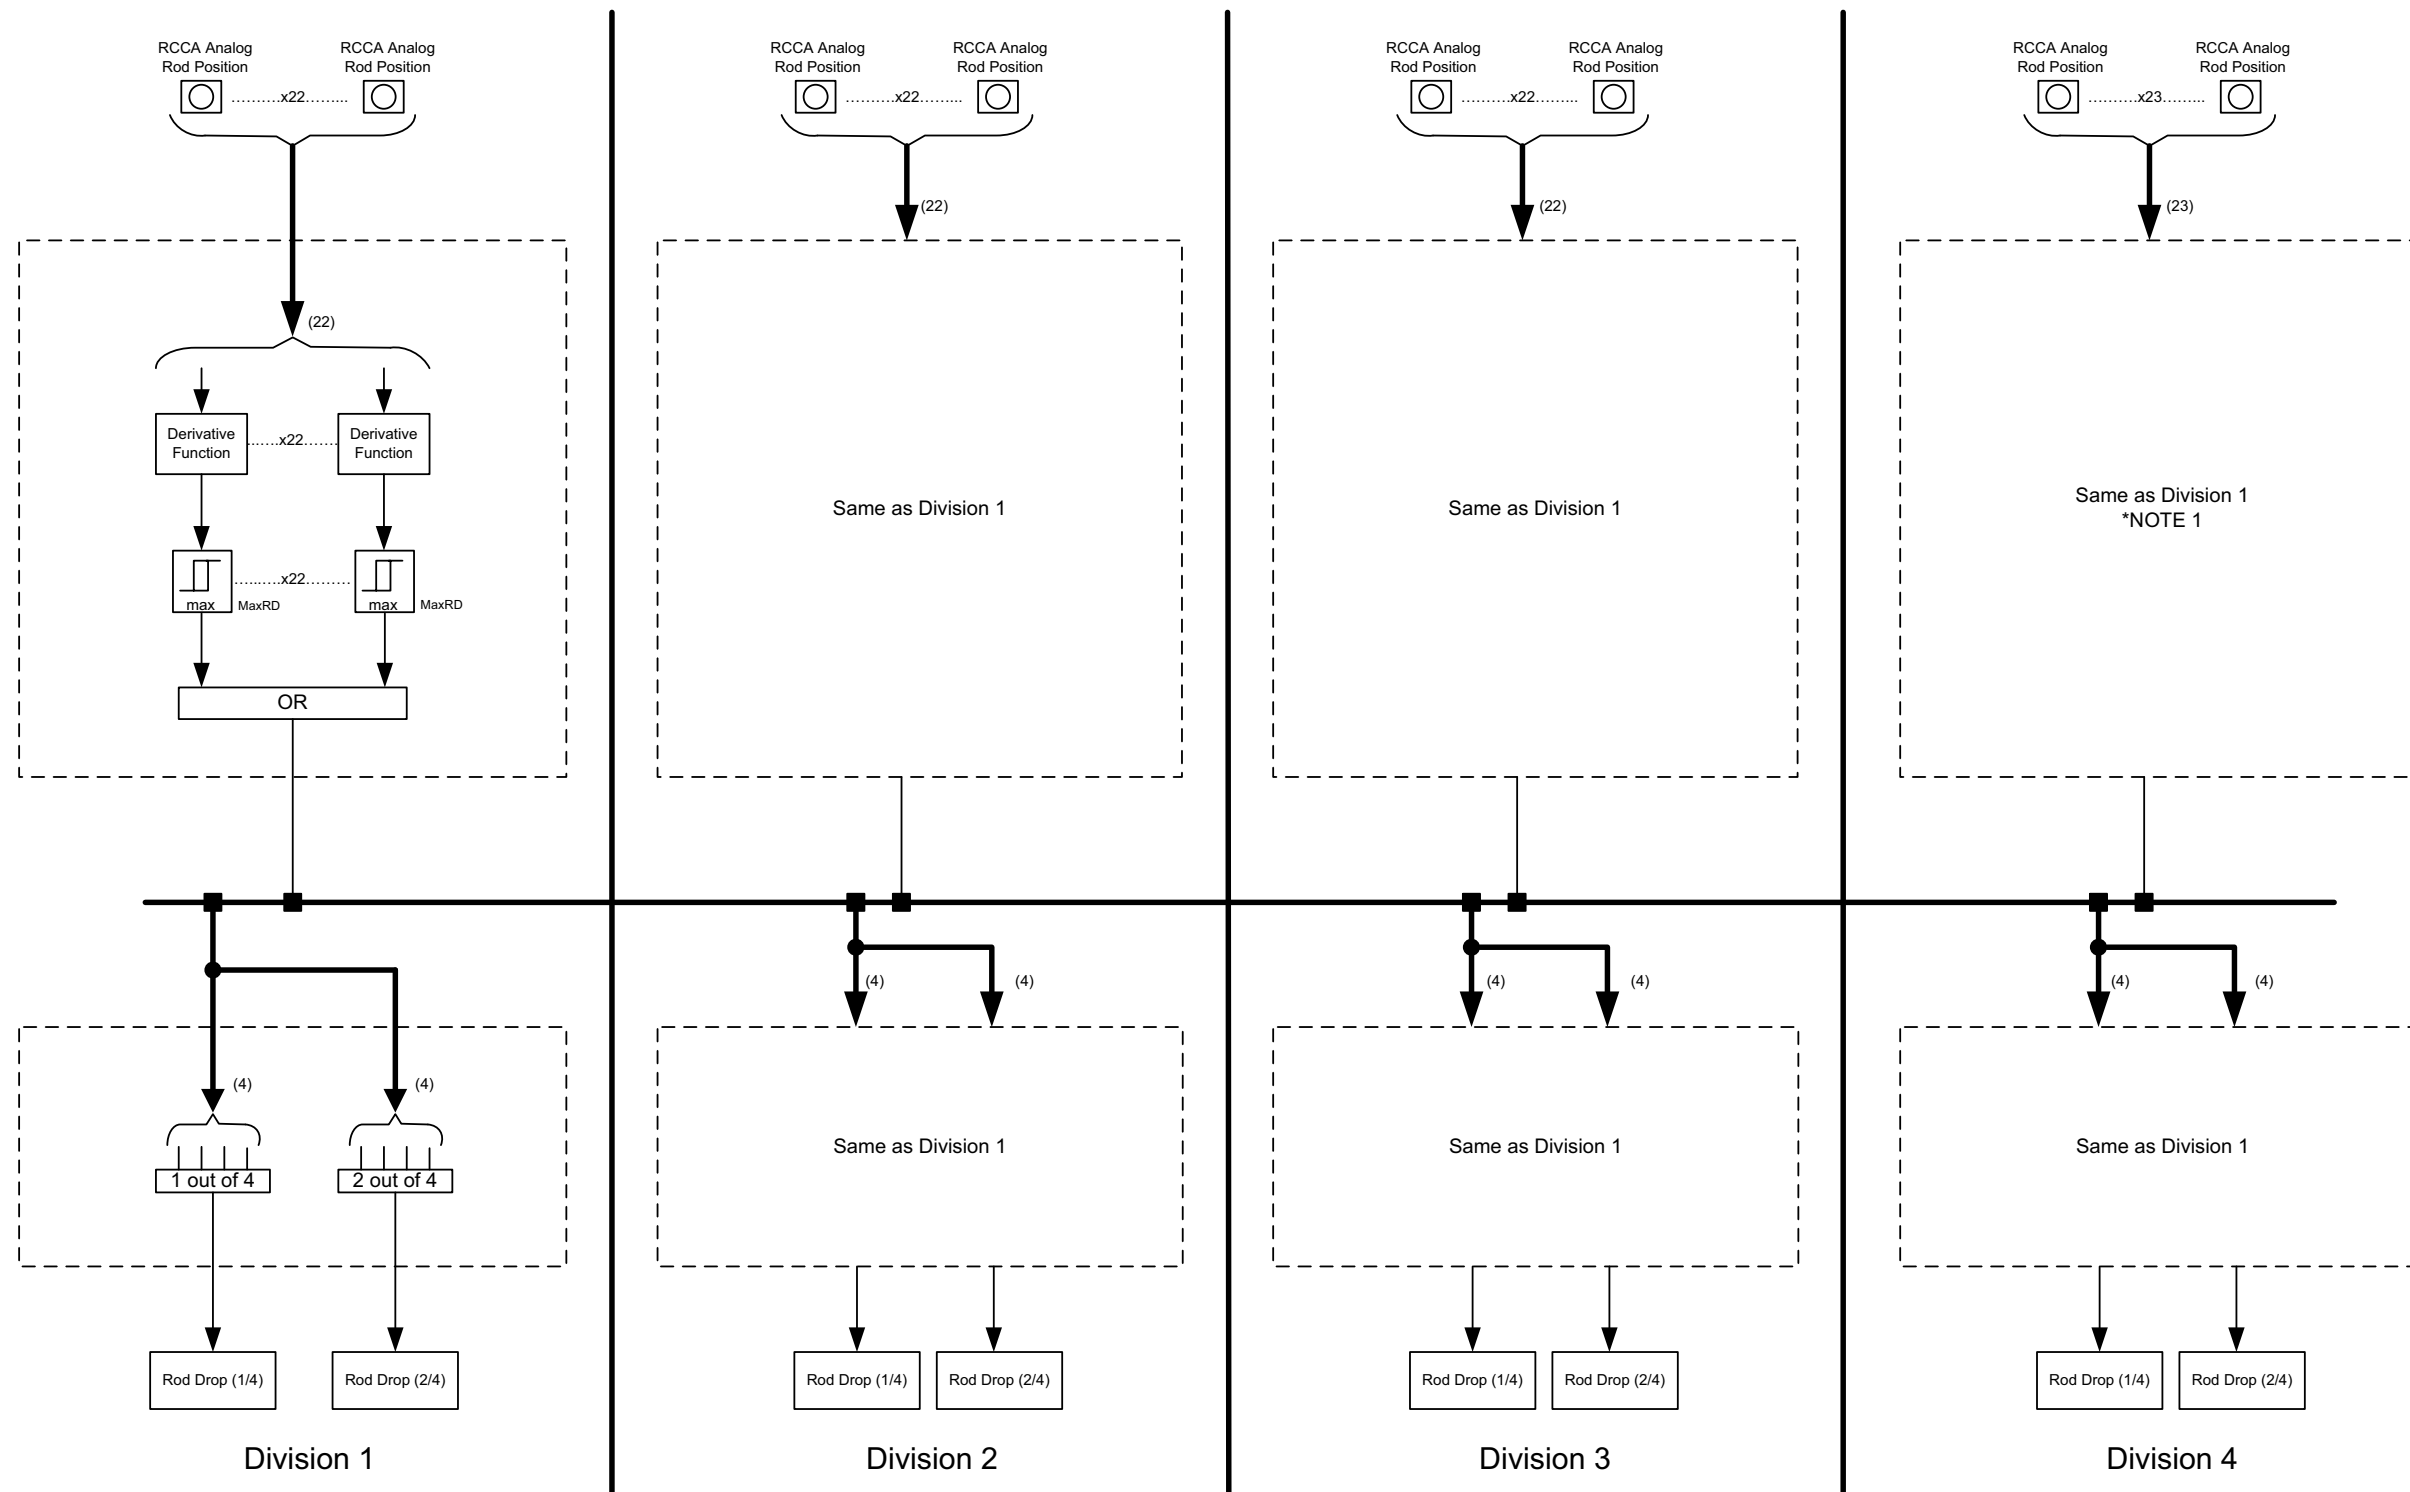 RCCA Analog
Rod Position
RCCA Analog
Rod Position
..........x22.........
(22)
Derivative
Function
........x22.......
Derivative
Function
max
MaxRD
.........x22.........
max
MaxRD
OR
(4)
(4)
1 out of 4
2 out of 4
Rod Drop (1/4)
Rod Drop (2/4)
Division 1
RCCA Analog
Rod Position
RCCA Analog
Rod Position
..........x22.........
(22)
Same as Division 1
(4)
(4)
Same as Division 1
Rod Drop (1/4)
Rod Drop (2/4)
Division 2
RCCA Analog
Rod Position
RCCA Analog
Rod Position
..........x22.........
(22)
Same as Division 1
(4)
(4)
Same as Division 1
Rod Drop (1/4)
Rod Drop (2/4)
Division 3
RCCA Analog
Rod Position
RCCA Analog
Rod Position
..........x23.........
(23)
Same as Division 1
*NOTE 1
(4)
(4)
Same as Division 1
Rod Drop (1/4)
Rod Drop (2/4)
Division 4